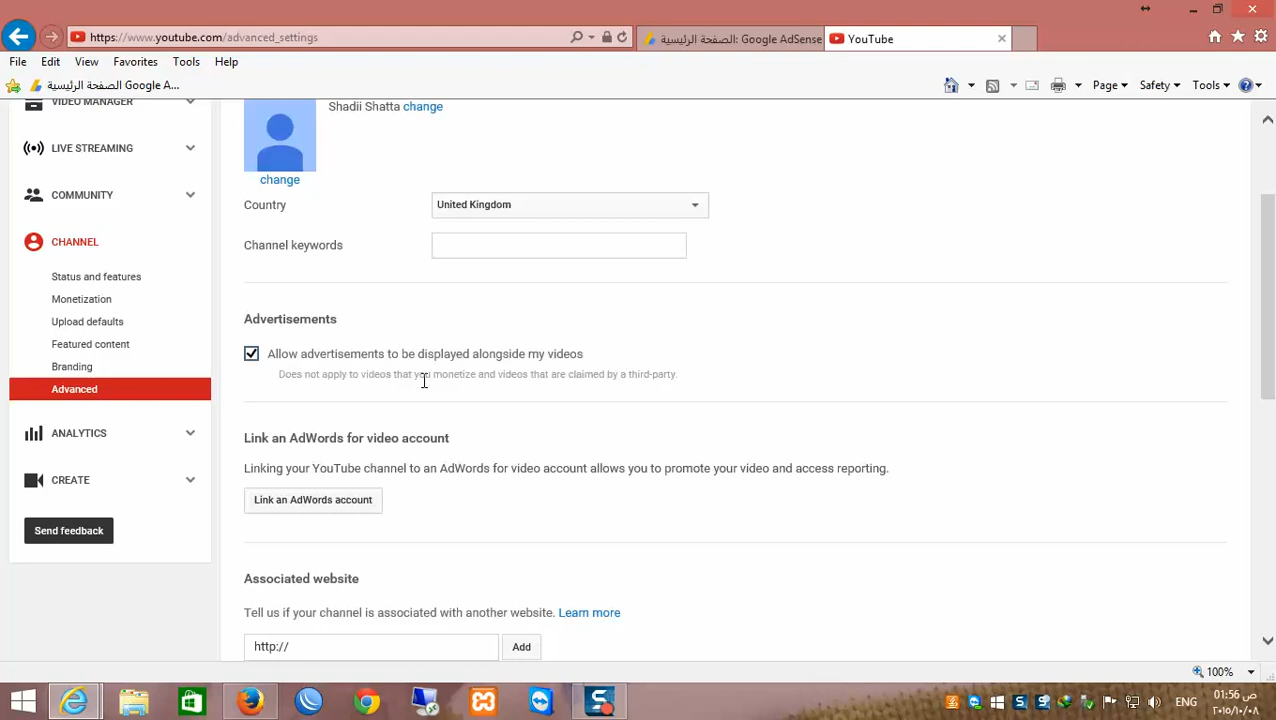 https://www.youtube.com/advanced_settings
الصفحة الرئيسية: Google AdSense
YouTube
File Edit View Favorites Tools Help
الصفحة الرئيسية Google A...
Page Safety Tools
VIDEO MANAGER
LIVE STREAMING
COMMUNITY
CHANNEL
Status and features
Monetization
Upload defaults
Featured content
Branding
Advanced
ANALYTICS
CREATE
Send feedback
Shadii Shatta change
change
Country United Kingdom
Channel keywords
Advertisements
Allow advertisements to be displayed alongside my videos
Does not apply to videos that you monetize and videos that are claimed by a third-party.
Link an AdWords for video account
Linking your YouTube channel to an AdWords for video account allows you to promote your video and access reporting.
Link an AdWords account
Associated website
Tell us if your channel is associated with another website. Learn more
http:// Add
100%
ENG
01:56 ص
٢٠١٥/١٠/٠٨